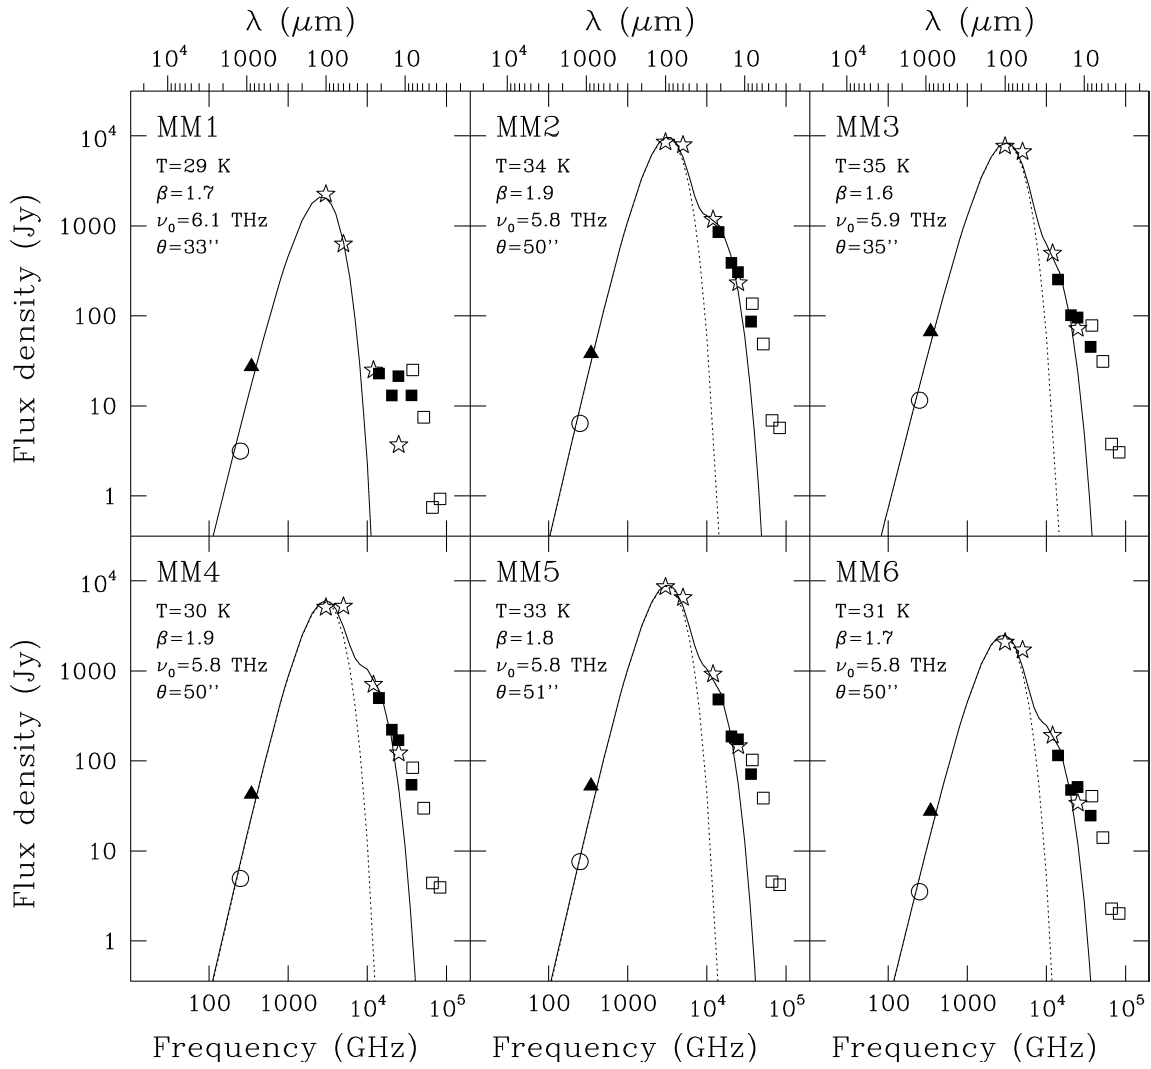 λ (μm) λ (μm) λ (μm)
10⁴ 1000 100 10 10⁴ 1000 100 10 10⁴ 1000 100 10
Flux density (Jy)
10⁴
1000
100
10
1
MM1
T=29 K
β=1.7
ν₀=6.1 THz
θ=33''
MM2
T=34 K
β=1.9
ν₀=5.8 THz
θ=50''
MM3
T=35 K
β=1.6
ν₀=5.9 THz
θ=35''
Flux density (Jy)
10⁴
1000
100
10
1
MM4
T=30 K
β=1.9
ν₀=5.8 THz
θ=50''
MM5
T=33 K
β=1.8
ν₀=5.8 THz
θ=51''
MM6
T=31 K
β=1.7
ν₀=5.8 THz
θ=50''
100 1000 10⁴ 10⁵ 100 1000 10⁴ 10⁵ 100 1000 10⁴ 10⁵
Frequency (GHz) Frequency (GHz) Frequency (GHz)